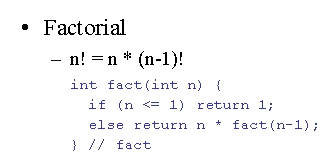 • Factorial
– n! = n * (n-1)!
int fact(int n) {
if (n <= 1) return 1;
else return n * fact(n-1);
} // fact